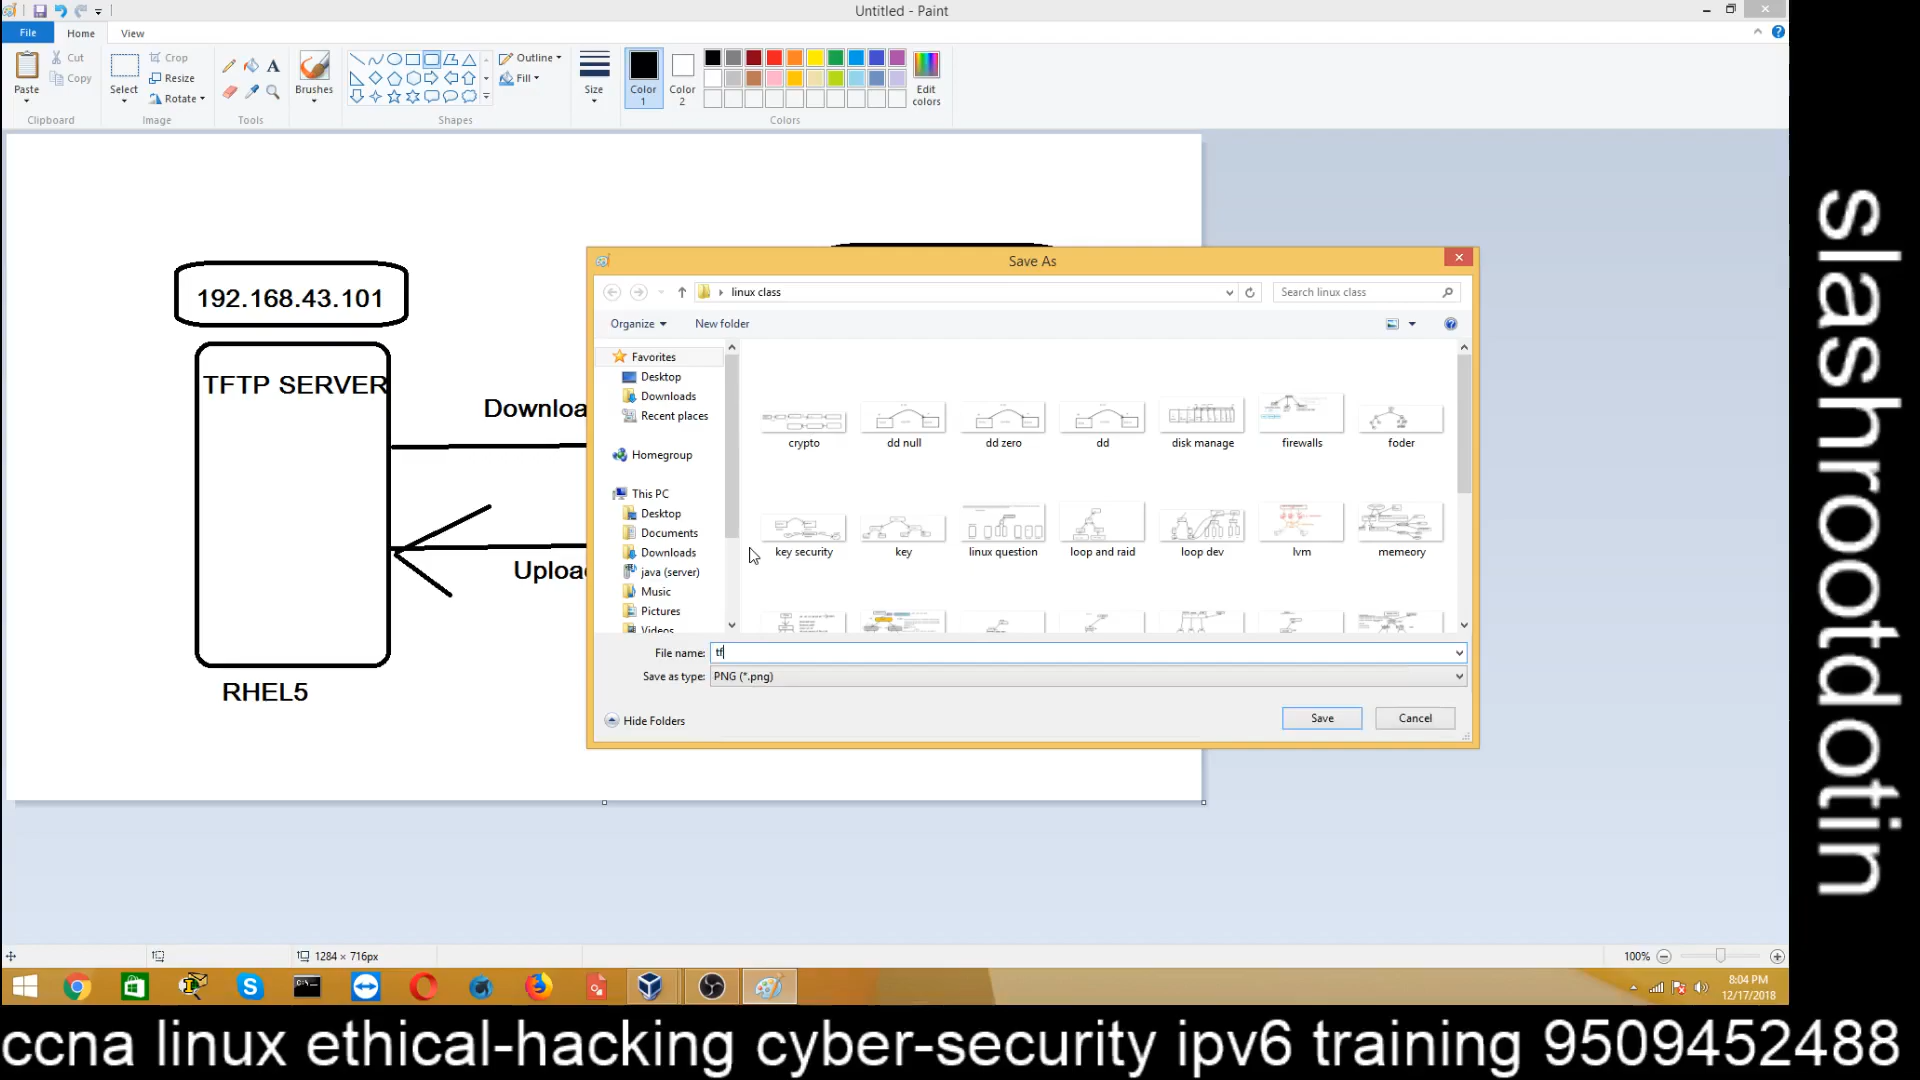 Untitled - Paint
File
Home
View
Paste
Cut
Copy
Clipboard
Select
Crop
Resize
Rotate
Image
A
Tools
Brushes
Outline
Fill
Shapes
Size
Color 1
Color 2
Edit colors
Colors
192.168.43.101
TFTP SERVER
RHEL5
Downloa
Uploa
Save As
linux class
Search linux class
Organize
New folder
Favorites
Desktop
Downloads
Recent places
Homegroup
This PC
Desktop
Documents
Downloads
java (server)
Music
Pictures
Videos
crypto
dd null
dd zero
dd
disk manage
firewalls
foder
key security
key
linux question
loop and raid
loop dev
lvm
memeory
File name: tf
Save as type: PNG (*.png)
Hide Folders
Save
Cancel
1284 × 716px
100%
8:04 PM
12/17/2018
slashrootdotin
ccna linux ethical-hacking cyber-security ipv6 training 9509452488